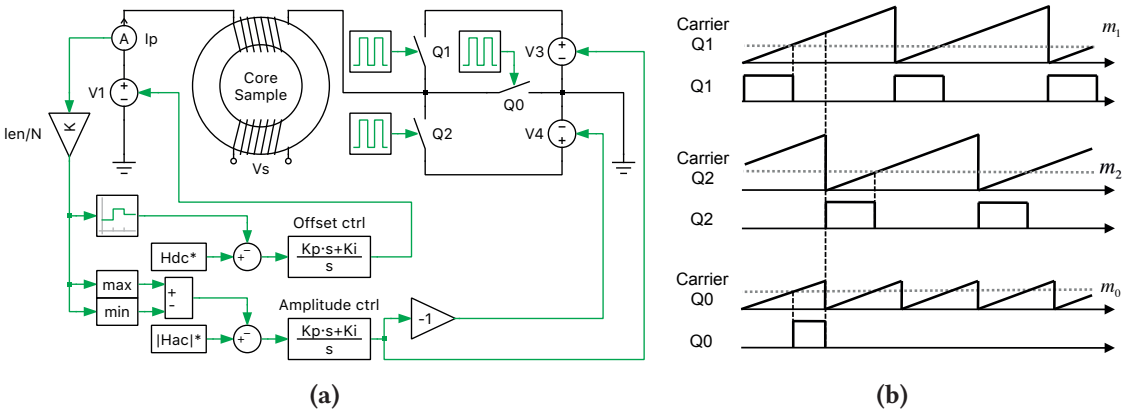 A
Ip
V1
K
len/N
Core
Sample
Vs
Q1
Q2
Q0
V3
V4
+
−
+
−
+
−
−
+
Offset ctrl
Hdc*
+
−
Kp·s+Ki
s
max
min
+
-
Amplitude ctrl
|Hac|*
+
−
Kp·s+Ki
s
-1
(a)
Carrier
Q1
m1
Q1
Carrier
Q2
m2
Q2
Carrier
Q0
m0
Q0
(b)